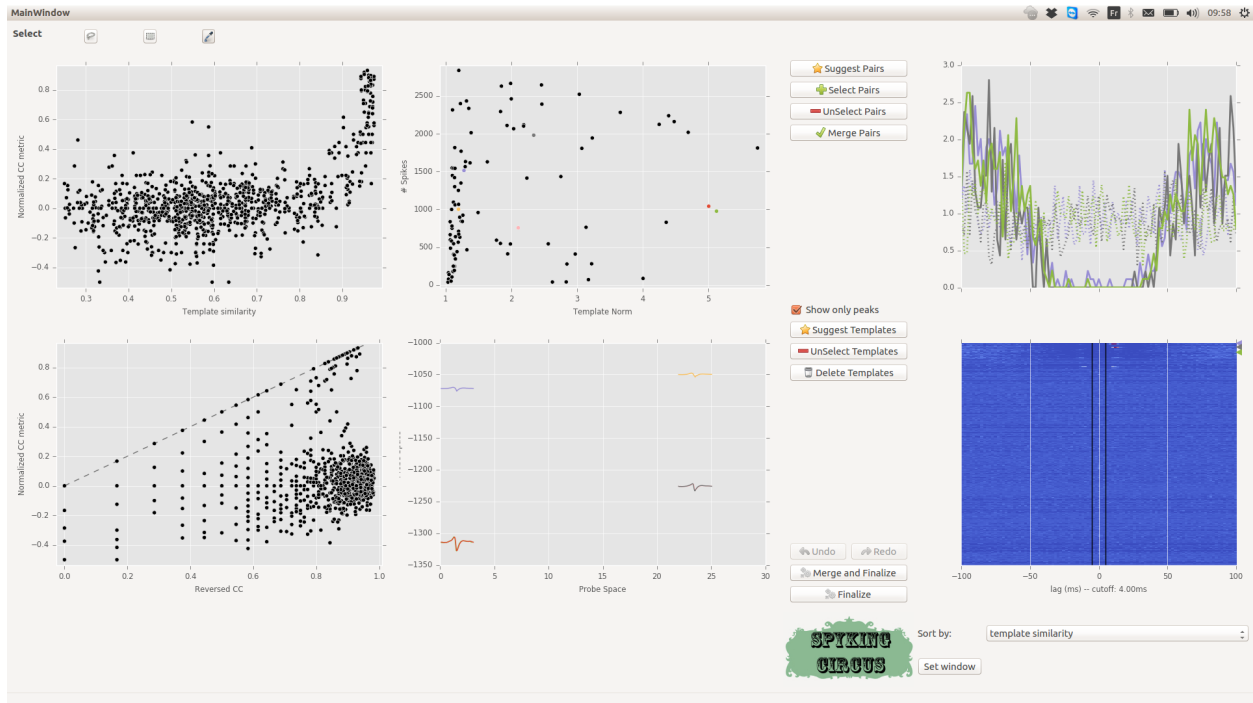 MainWindow
Fr
09:58
Select
Suggest Pairs
Select Pairs
UnSelect Pairs
Merge Pairs
Normalized CC metric
0.8
0.6
0.4
0.2
0.0
−0.2
−0.4
0.3 0.4 0.5 0.6 0.7 0.8 0.9
Template similarity
# Spikes
2500
2000
1500
1000
500
0
1 2 3 4 5
Template Norm
3.0
2.5
2.0
1.5
1.0
0.5
0.0
Show only peaks
Suggest Templates
UnSelect Templates
Delete Templates
Normalized CC metric
0.8
0.6
0.4
0.2
0.0
−0.2
−0.4
0.0 0.2 0.4 0.6 0.8 1.0
Reversed CC
−1000
−1050
−1100
−1150
−1200
−1250
−1300
−1350
0 5 10 15 20 25 30
Probe Space
Undo Redo
Merge and Finalize
Finalize
−100 −50 0 50 100
lag (ms) -- cutoff: 4.00ms
SPYKING
CIRCUS
Sort by: template similarity
Set window